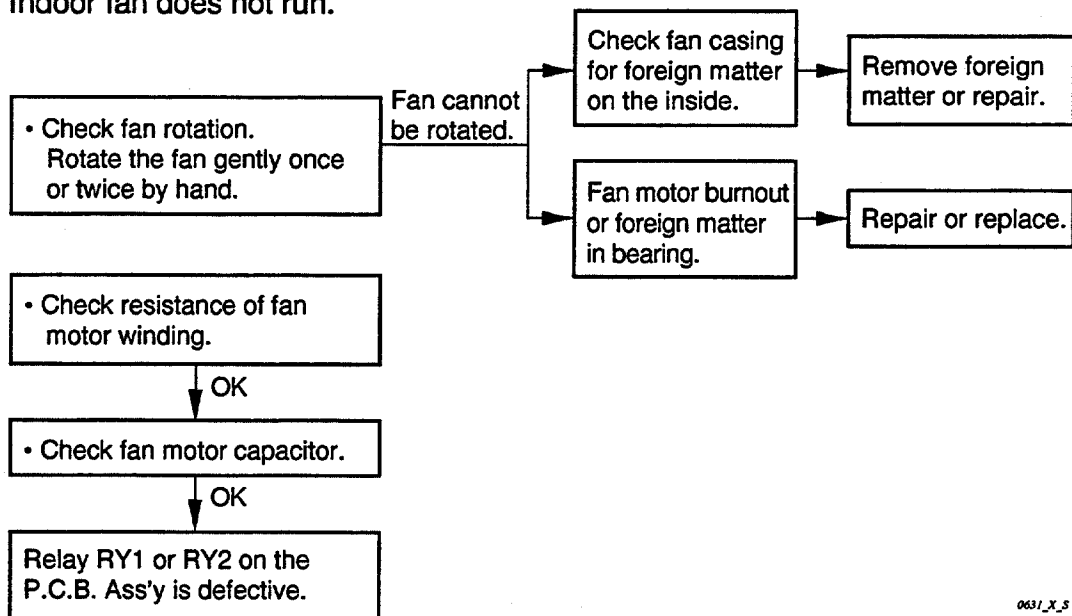 Indoor fan does not run.
• Check fan rotation.
Rotate the fan gently once
or twice by hand.
Fan cannot
be rotated.
Check fan casing
for foreign matter
on the inside.
Remove foreign
matter or repair.
Fan motor burnout
or foreign matter
in bearing.
Repair or replace.
• Check resistance of fan
motor winding.
OK
• Check fan motor capacitor.
OK
Relay RY1 or RY2 on the
P.C.B. Ass'y is defective.
0631_X_S